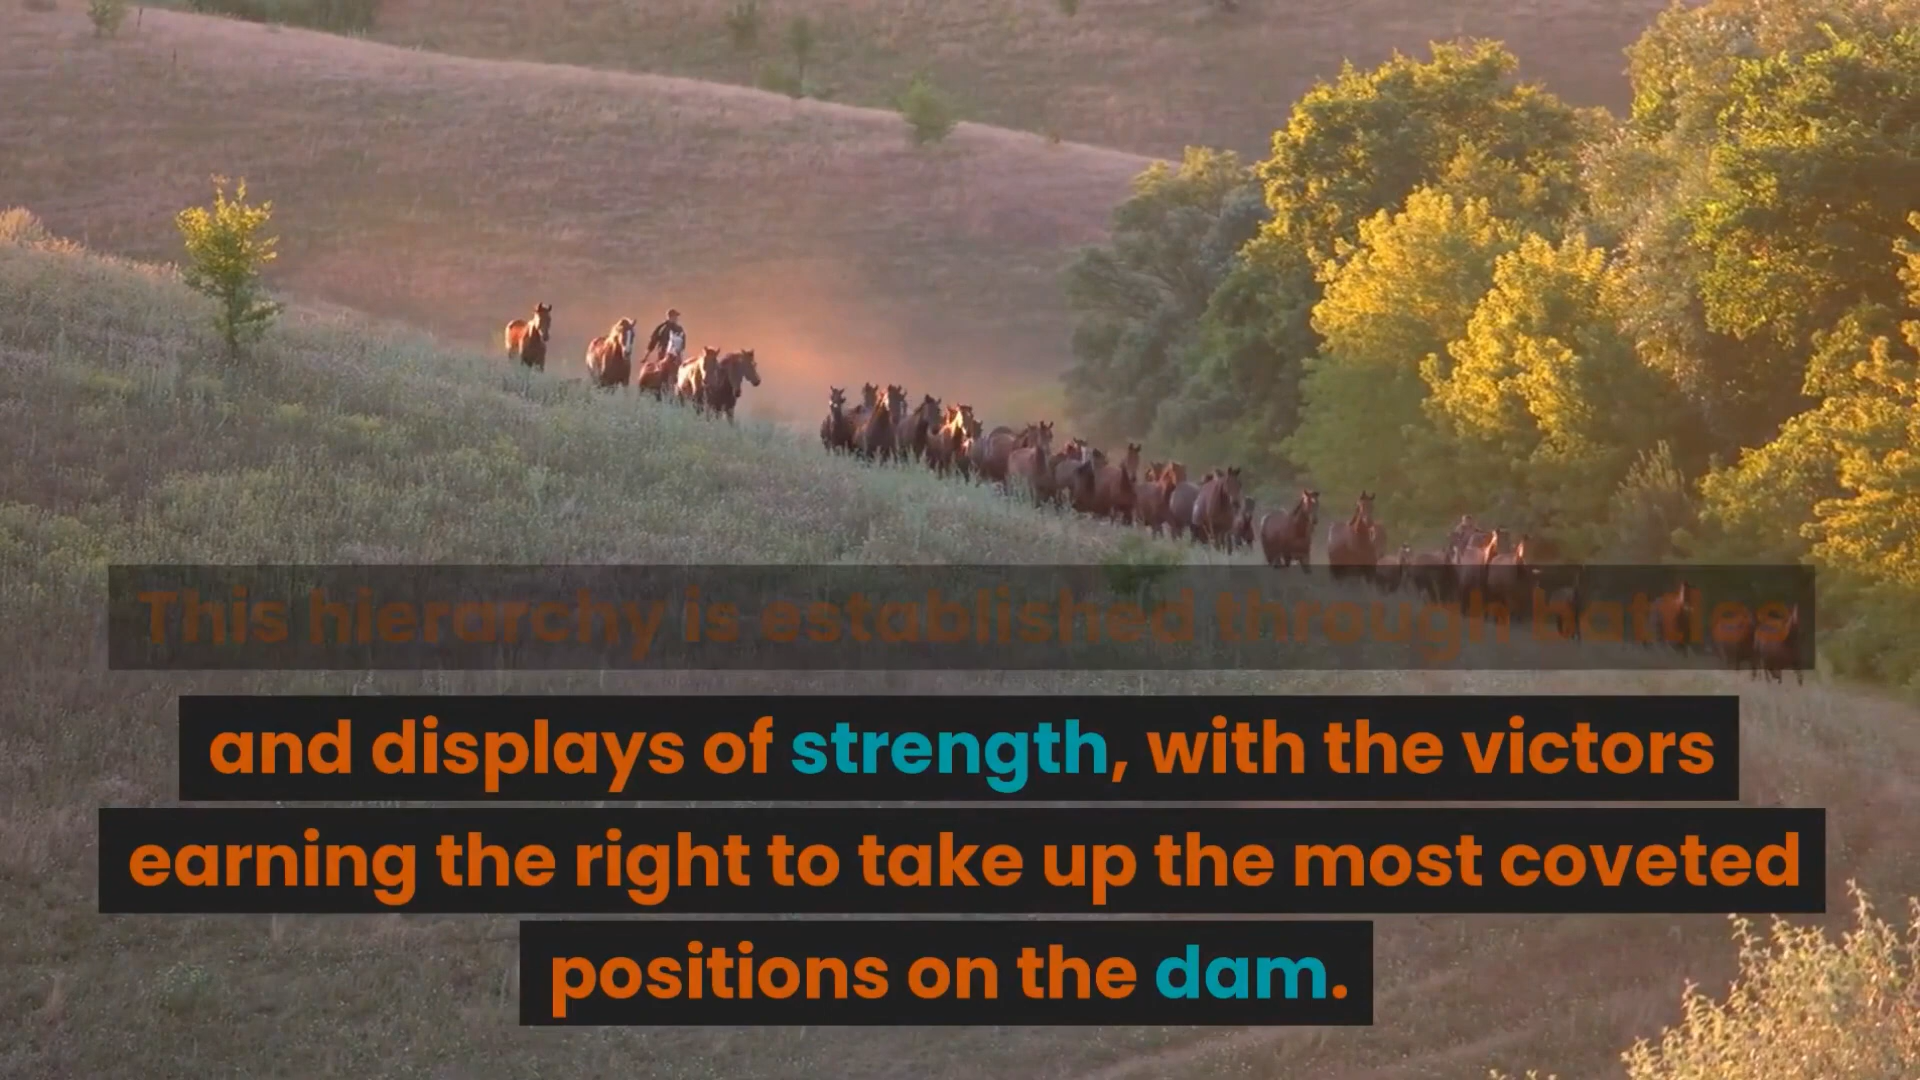 This hierarchy is established through battles
and displays of strength, with the victors
earning the right to take up the most coveted
positions on the dam.